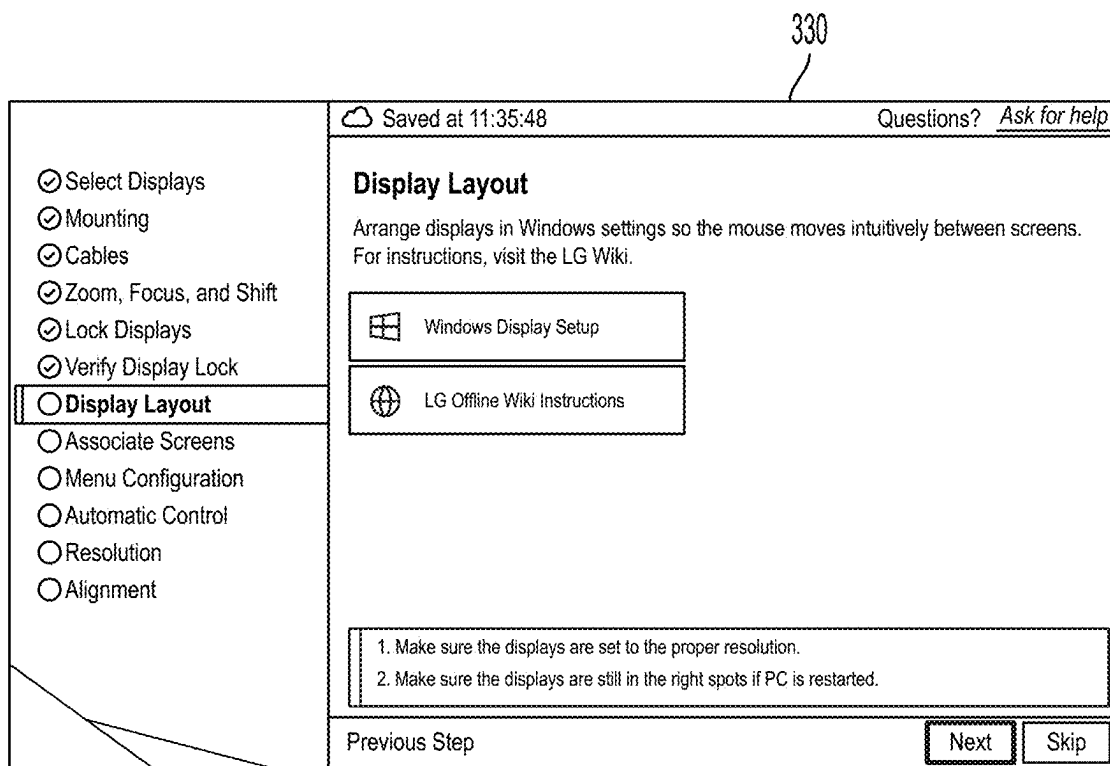 330
Saved at 11:35:48
Questions? Ask for help
Select Displays
Mounting
Cables
Zoom, Focus, and Shift
Lock Displays
Verify Display Lock
Display Layout
Associate Screens
Menu Configuration
Automatic Control
Resolution
Alignment
Display Layout
Arrange displays in Windows settings so the mouse moves intuitively between screens.
For instructions, visit the LG Wiki.
Windows Display Setup
LG Offline Wiki Instructions
1. Make sure the displays are set to the proper resolution.
2. Make sure the displays are still in the right spots if PC is restarted.
Previous Step
Next
Skip